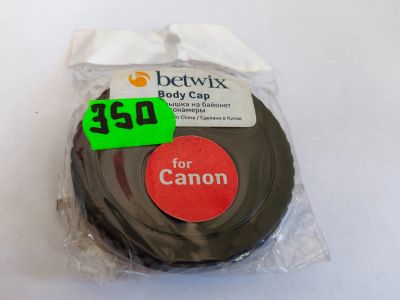 betwix
Body Cap
на байонет
China / Сделано в Китае
350
for
Canon